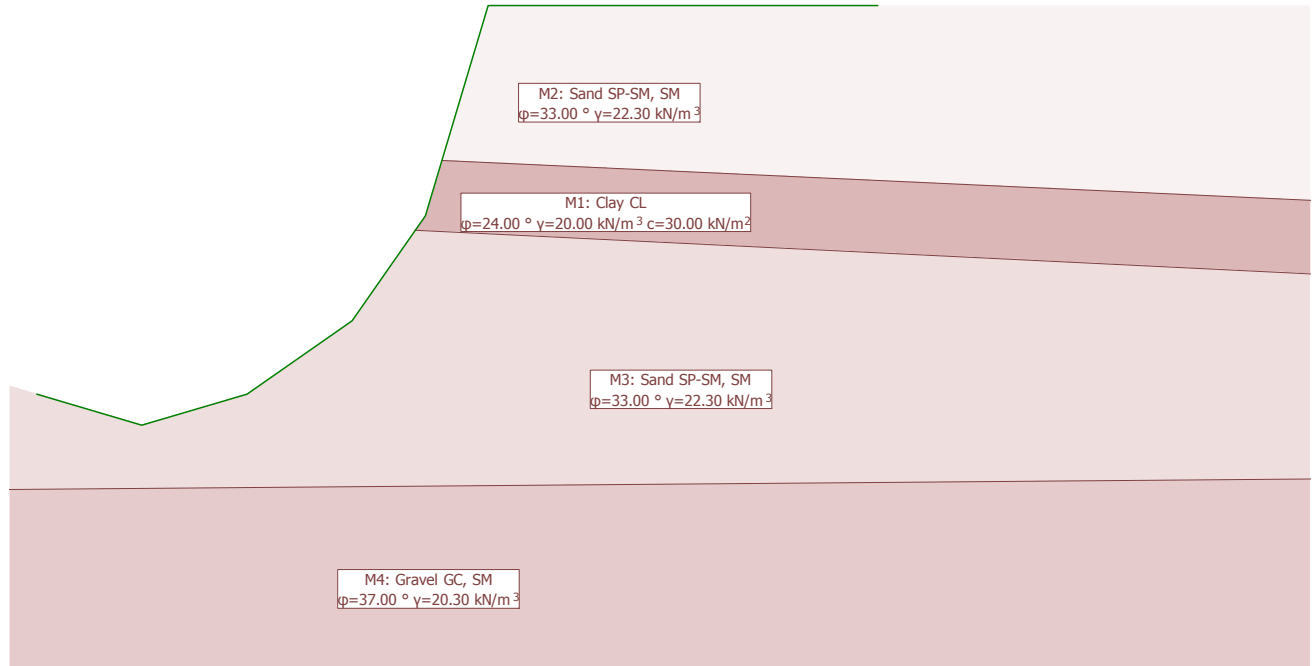 M2: Sand SP-SM, SM
φ=33.00 ° γ=22.30 kN/m³
M1: Clay CL
φ=24.00 ° γ=20.00 kN/m³ c=30.00 kN/m²
M3: Sand SP-SM, SM
φ=33.00 ° γ=22.30 kN/m³
M4: Gravel GC, SM
φ=37.00 ° γ=20.30 kN/m³